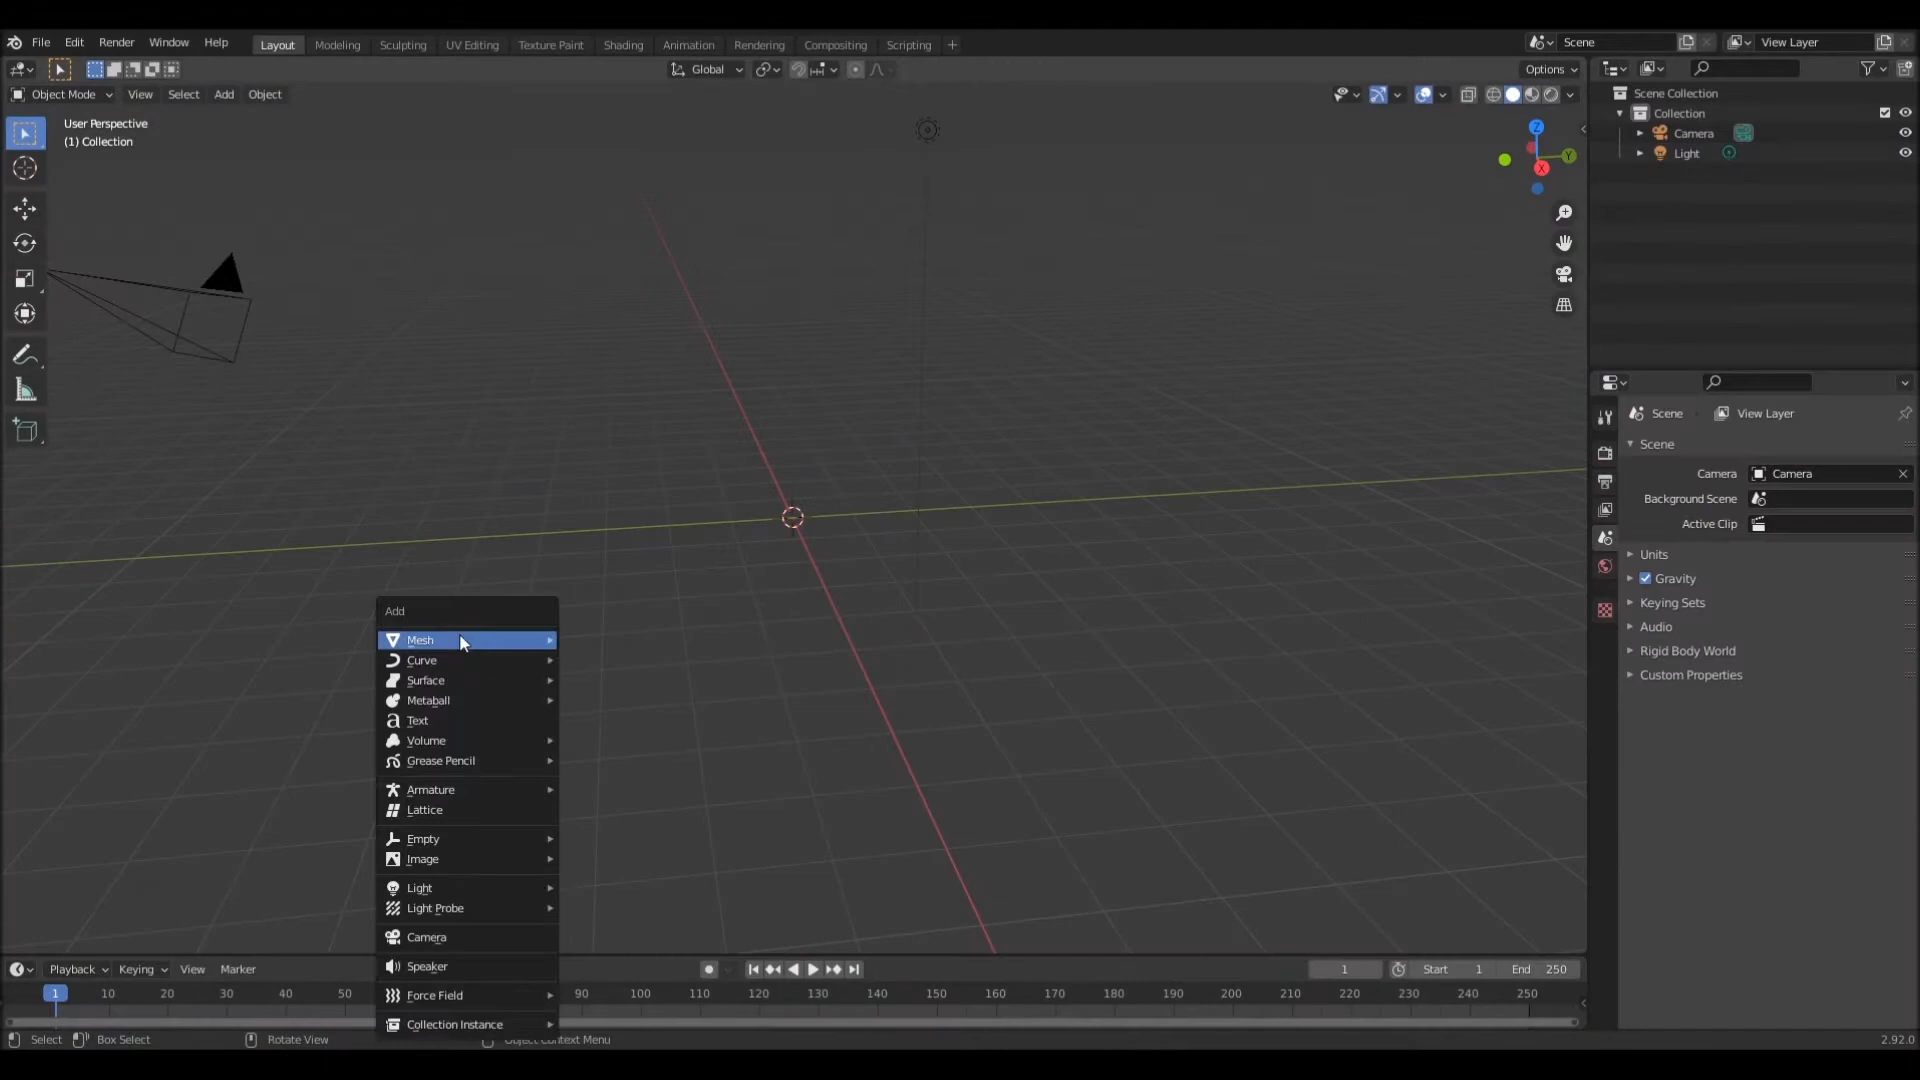 File Edit Render Window Help Layout Modeling Sculpting UV Editing Texture Paint Shading Animation Rendering Compositing Scripting + Scene View Layer
Global Options
Object Mode View Select Add Object
User Perspective
(1) Collection
Z
Y
X
Scene Collection
Collection
Camera
Light
Scene View Layer
Scene
Camera Camera
Background Scene
Active Clip
Units
Gravity
Keying Sets
Audio
Rigid Body World
Custom Properties
Add
Mesh
Curve
Surface
Metaball
Text
Volume
Grease Pencil
Armature
Lattice
Empty
Image
Light
Light Probe
Camera
Speaker
Force Field
Collection Instance
Playback Keying View Marker 1 Start 1 End 250
1 10 20 30 40 50 90 100 110 120 130 140 150 160 170 180 190 200 210 220 230 240 250
Select Box Select Rotate View Object Context Menu 2.92.0